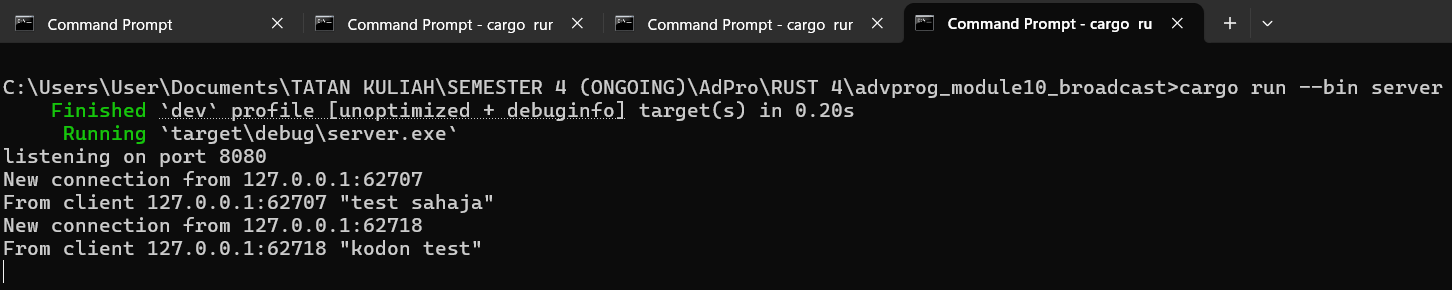 Command Prompt
Command Prompt - cargo run
Command Prompt - cargo run
Command Prompt - cargo ru
C:\Users\User\Documents\TATAN KULIAH\SEMESTER 4 (ONGOING)\AdPro\RUST 4\advprog_module10_broadcast>cargo run --bin server
Finished `dev` profile [unoptimized + debuginfo] target(s) in 0.20s
Running `target\debug\server.exe`
listening on port 8080
New connection from 127.0.0.1:62707
From client 127.0.0.1:62707 "test sahaja"
New connection from 127.0.0.1:62718
From client 127.0.0.1:62718 "kodon test"